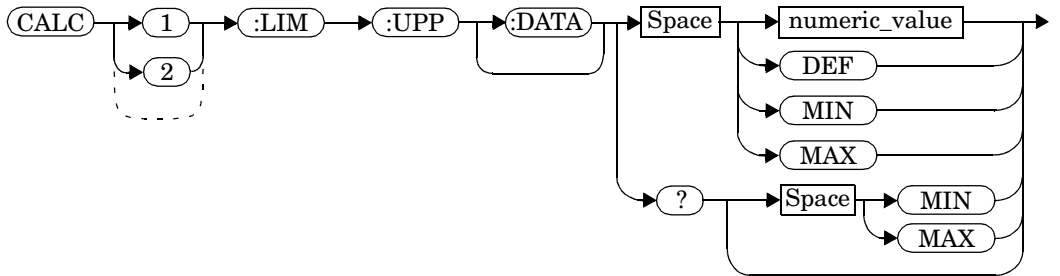 CALC 1 :LIM :UPP :DATA Space numeric_value
2 DEF
MIN
MAX
? Space MIN
MAX